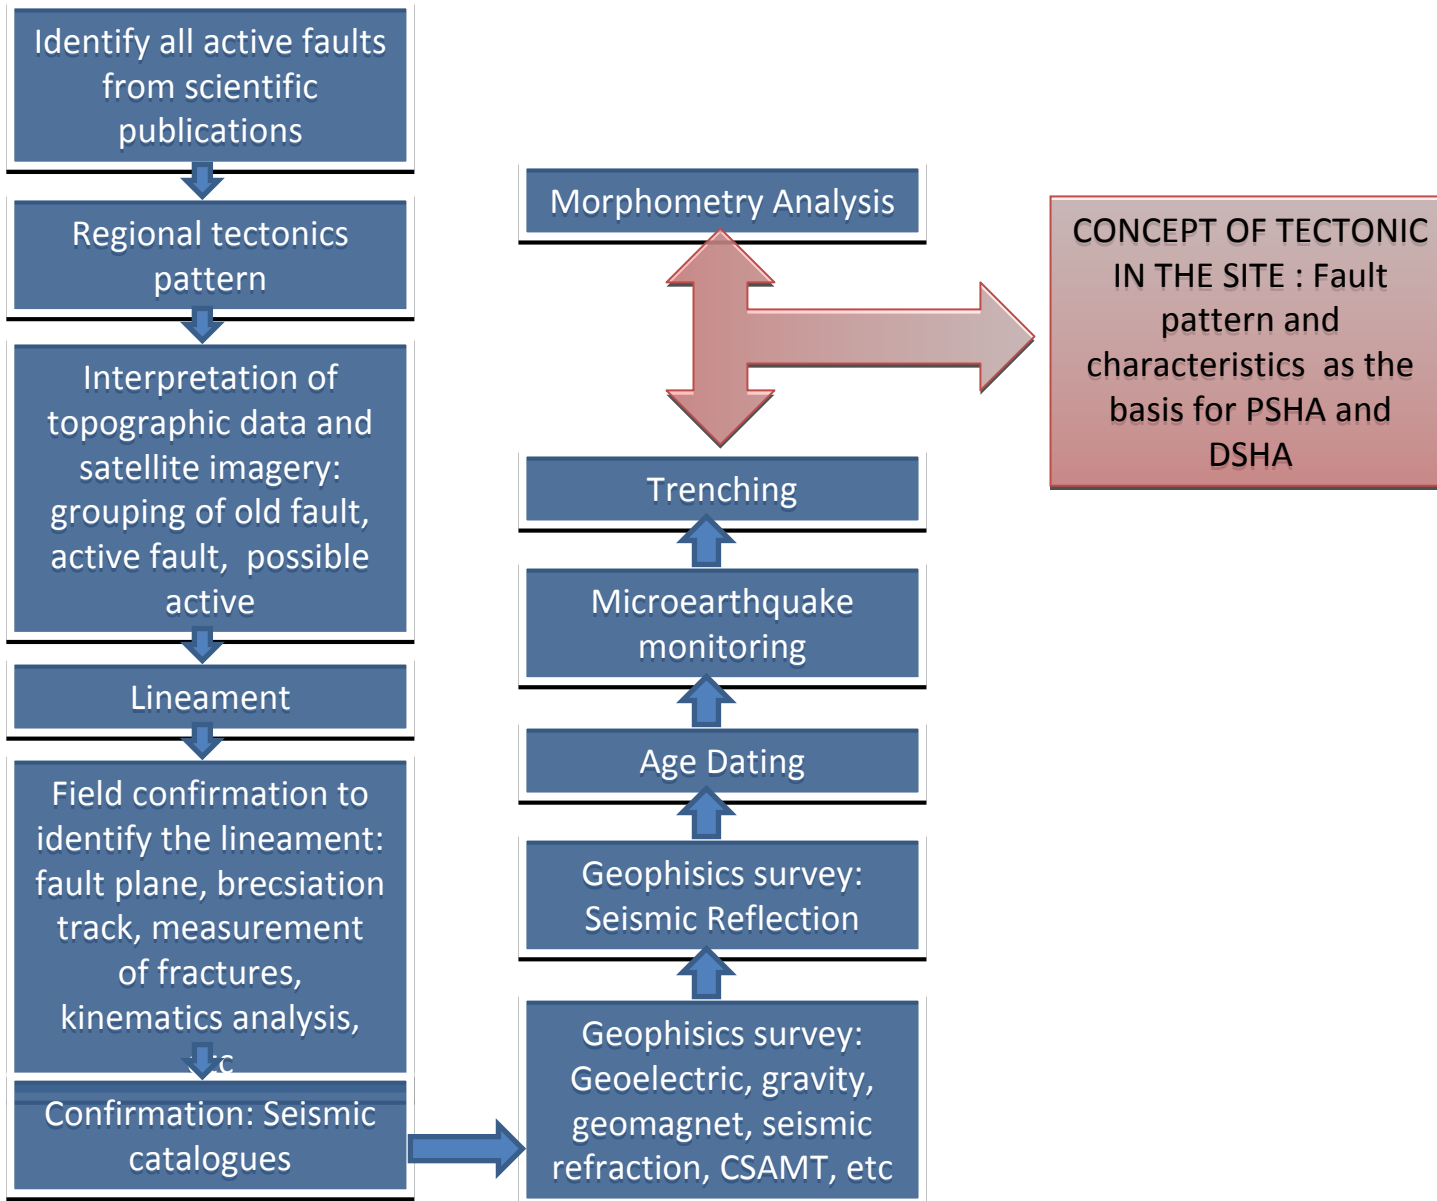 Identify all active faults
from scientific
publications
Regional tectonics
pattern
Interpretation of
topographic data and
satellite imagery:
grouping of old fault,
active fault, possible
active
Lineament
Field confirmation to
identify the lineament:
fault plane, brecsiation
track, measurement
of fractures,
kinematics analysis,
etc
Confirmation: Seismic
catalogues
Geophisics survey:
Geoelectric, gravity,
geomagnet, seismic
refraction, CSAMT, etc
Geophisics survey:
Seismic Reflection
Age Dating
Microearthquake
monitoring
Trenching
Morphometry Analysis
CONCEPT OF TECTONIC
IN THE SITE : Fault
pattern and
characteristics as the
basis for PSHA and
DSHA